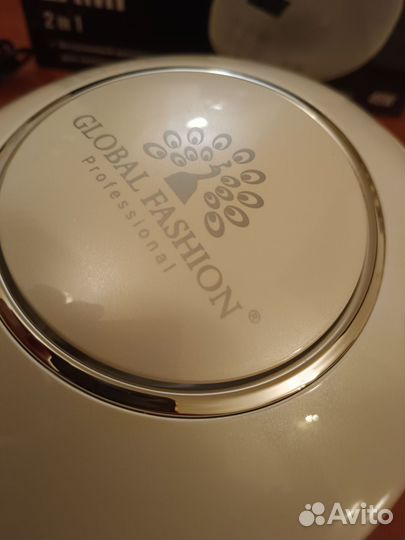 2 in 1
GLOBAL FASHION ®
Professional
Avito